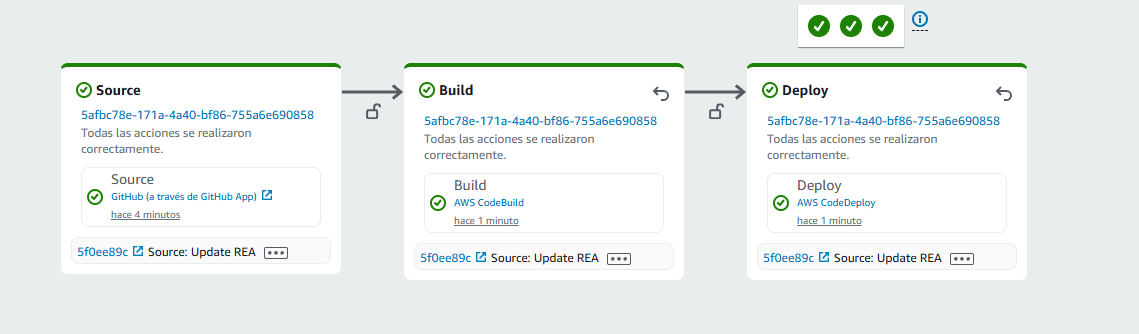 Source
5afbc78e-171a-4a40-bf86-755a6e690858
Todas las acciones se realizaron
correctamente.
Source
GitHub (a través de GitHub App)
hace 4 minutos
5f0ee89c Source: Update REA
Build
5afbc78e-171a-4a40-bf86-755a6e690858
Todas las acciones se realizaron
correctamente.
Build
AWS CodeBuild
hace 1 minuto
5f0ee89c Source: Update REA
Deploy
5afbc78e-171a-4a40-bf86-755a6e690858
Todas las acciones se realizaron
correctamente.
Deploy
AWS CodeDeploy
hace 1 minuto
5f0ee89c Source: Update REA